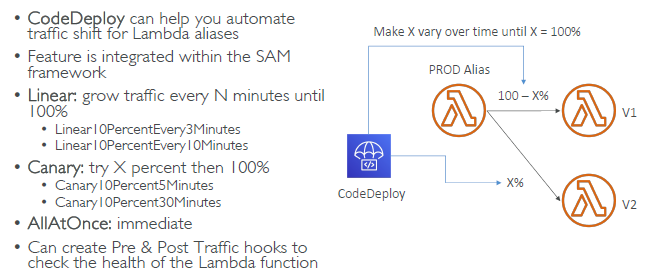 • CodeDeploy can help you automate
traffic shift for Lambda aliases
• Feature is integrated within the SAM
framework
• Linear: grow traffic every N minutes until
100%
• Linear10PercentEvery3Minutes
• Linear10PercentEvery10Minutes
• Canary: try X percent then 100%
• Canary10Percent5Minutes
• Canary10Percent30Minutes
• AllAtOnce: immediate
• Can create Pre & Post Traffic hooks to
check the health of the Lambda function
Make X vary over time until X = 100%
PROD Alias
100 – X%
V1
CodeDeploy
X%
V2